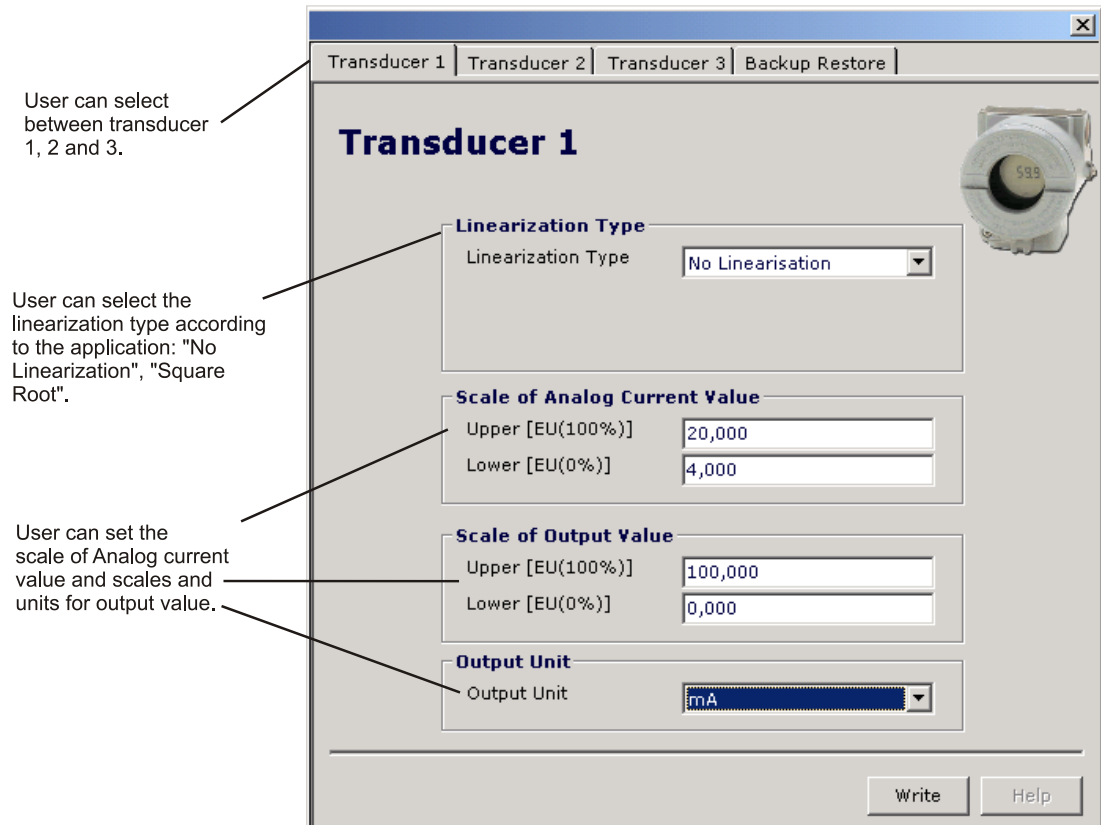 Transducer 1 Transducer 2 Transducer 3 Backup Restore
User can select
between transducer
1, 2 and 3.
Transducer 1
59.9
Linearization Type
Linearization Type No Linearisation
User can select the
linearization type according
to the application: "No
Linearization", "Square
Root".
Scale of Analog Current Value
Upper [EU(100%)] 20,000
Lower [EU(0%)] 4,000
User can set the
scale of Analog current
value and scales and
units for output value.
Scale of Output Value
Upper [EU(100%)] 100,000
Lower [EU(0%)] 0,000
Output Unit
Output Unit mA
Write Help